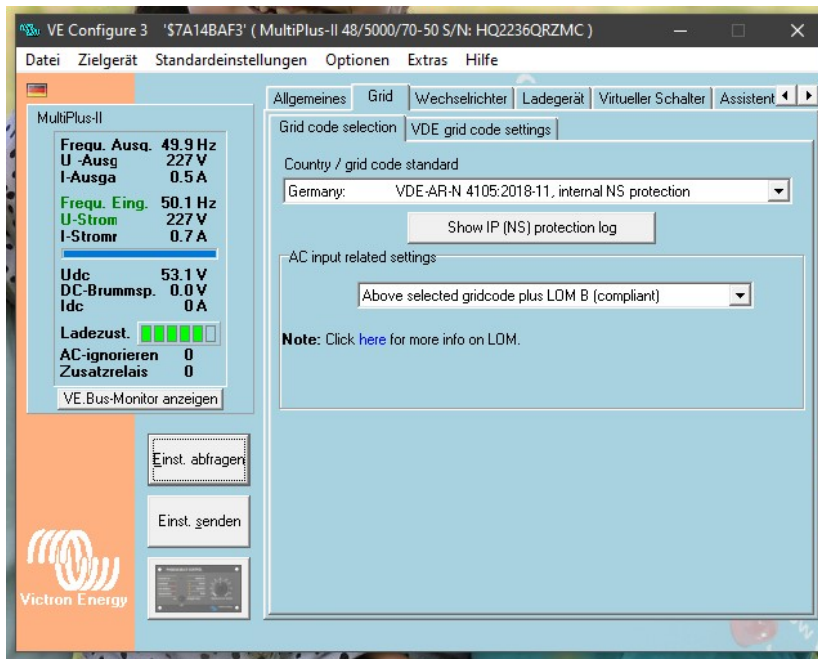 VE Configure 3 '$7A14BAF3' ( MultiPlus-II 48/5000/70-50 S/N: HQ2236QRZMC )
Datei Zielgerät Standardeinstellungen Optionen Extras Hilfe
Allgemeines Grid Wechselrichter Ladegerät Virtueller Schalter Assistent
Grid code selection VDE grid code settings
MultiPlus-II
Frequ. Ausq. 49.9 Hz
U -Ausg 227 V
I-Ausga 0.5 A
Frequ. Eing. 50.1 Hz
U-Strom 227 V
I-Stromr 0.7 A
Udc 53.1 V
DC-Brummsp. 0.0 V
Idc 0 A
Ladezust.
AC-ignorieren 0
Zusatzrelais 0
VE.Bus-Monitor anzeigen
Einst. abfragen
Einst. senden
Victron Energy
Country / grid code standard
Germany: VDE-AR-N 4105:2018-11, internal NS protection
Show IP (NS) protection log
AC input related settings
Above selected gridcode plus LOM B (compliant)
Note: Click here for more info on LOM.